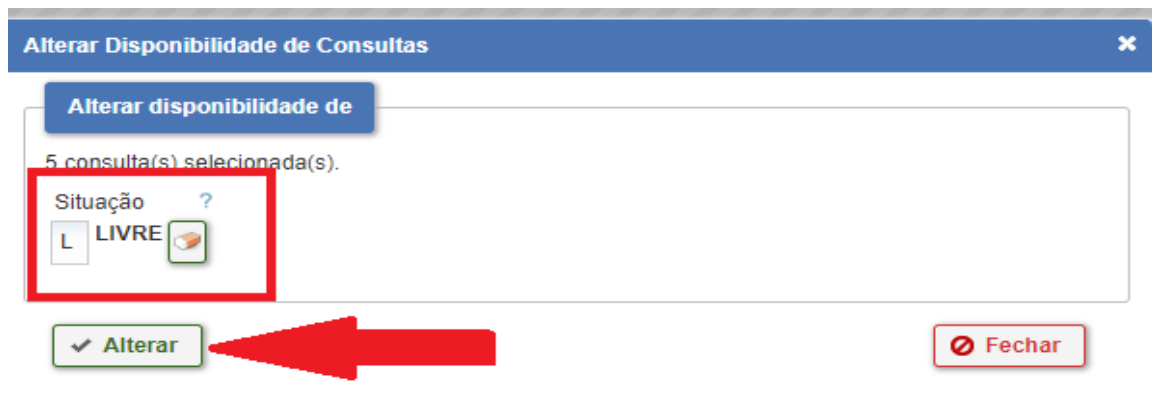 Alterar Disponibilidade de Consultas
Alterar disponibilidade de
5 consulta(s) selecionada(s).
Situação ?
L LIVRE
Alterar
Fechar